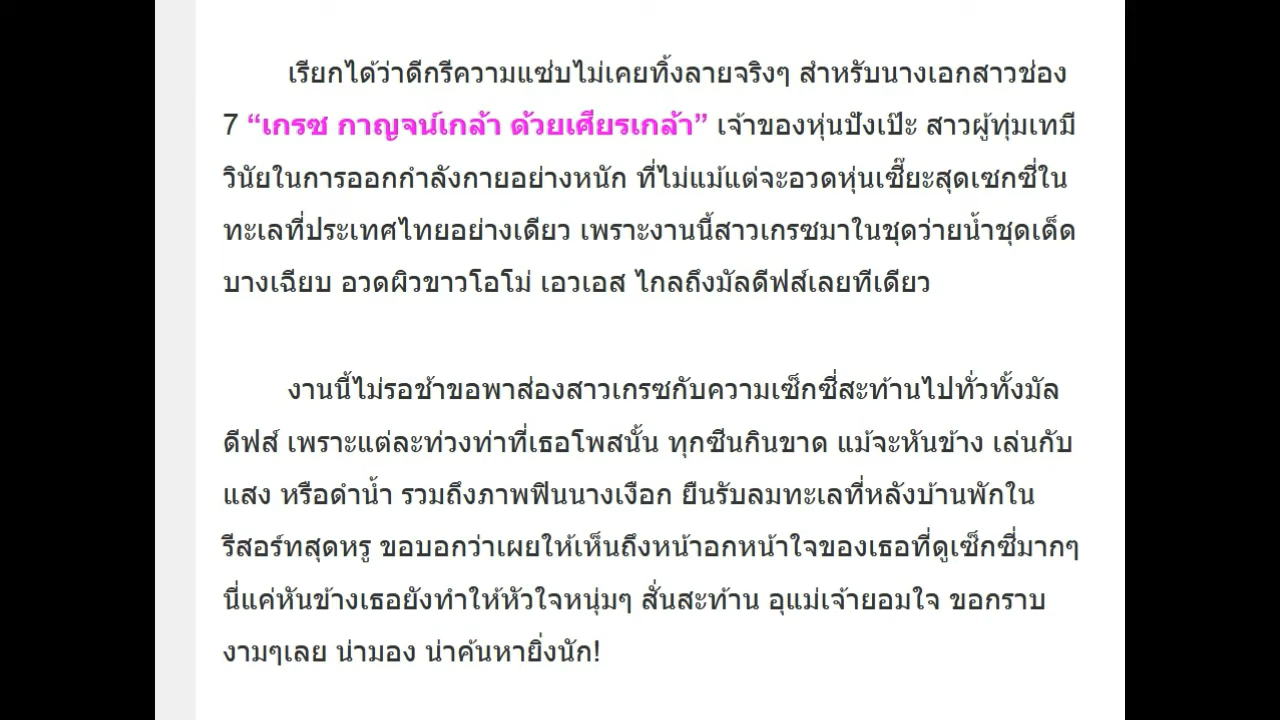 เรียกได้ว่าดีกรีความแซ่บไม่เคยทิ้งลายจริงๆ สำหรับนางเอกสาวช่อง
7 “เกรซ กาญจน์เกล้า ด้วยเศียรเกล้า” เจ้าของหุ่นปังเป๊ะ สาวผู้ทุ่มเทมี
วินัยในการออกกำลังกายอย่างหนัก ที่ไม่แม้แต่จะอวดหุ่นเซี๊ยะสุดเซกซี่ใน
ทะเลที่ประเทศไทยอย่างเดียว เพราะงานนี้สาวเกรซมาในชุดว่ายน้ำชุดเด็ด
บางเฉียบ อวดผิวขาวโอโม่ เอวเอส ไกลถึงมัลดีฟส์เลยทีเดียว
งานนี้ไม่รอช้าขอพาส่องสาวเกรซกับความเซ็กซี่สะท้านไปทั่วทั้งมัล
ดีฟส์ เพราะแต่ละท่วงท่าที่เธอโพสนั้น ทุกซีนกินขาด แม้จะหันข้าง เล่นกับ
แสง หรือดำน้ำ รวมถึงภาพฟินนางเงือก ยืนรับลมทะเลที่หลังบ้านพักใน
รีสอร์ทสุดหรู ขอบอกว่าเผยให้เห็นถึงหน้าอกหน้าใจของเธอที่ดูเซ็กซี่มากๆ
นี่แค่หันข้างเธอยังทำให้หัวใจหนุ่มๆ สั่นสะท้าน อุแม่เจ้ายอมใจ ขอกราบ
งามๆเลย น่ามอง น่าค้นหายิ่งนัก!